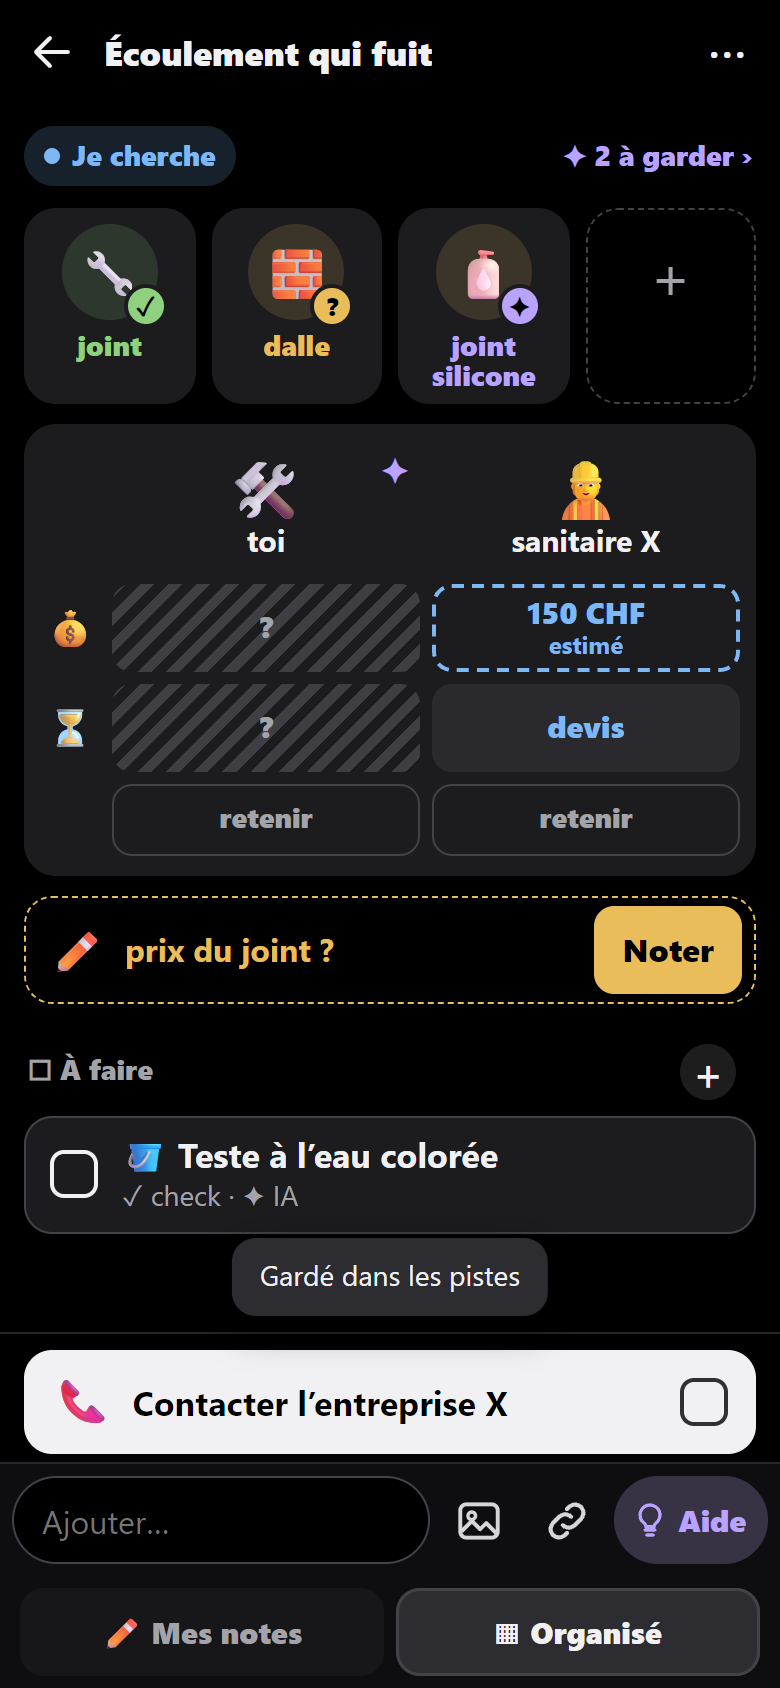 Écoulement qui fuit
Je cherche
✦ 2 à garder ›
joint
dalle
joint
silicone
toi
sanitaire X
?
150 CHF
estimé
?
devis
retenir
retenir
prix du joint ?
Noter
À faire
+
Teste à l’eau colorée
✓ check · ✦ IA
Gardé dans les pistes
Contacter l’entreprise X
Ajouter...
Aide
Mes notes
Organisé